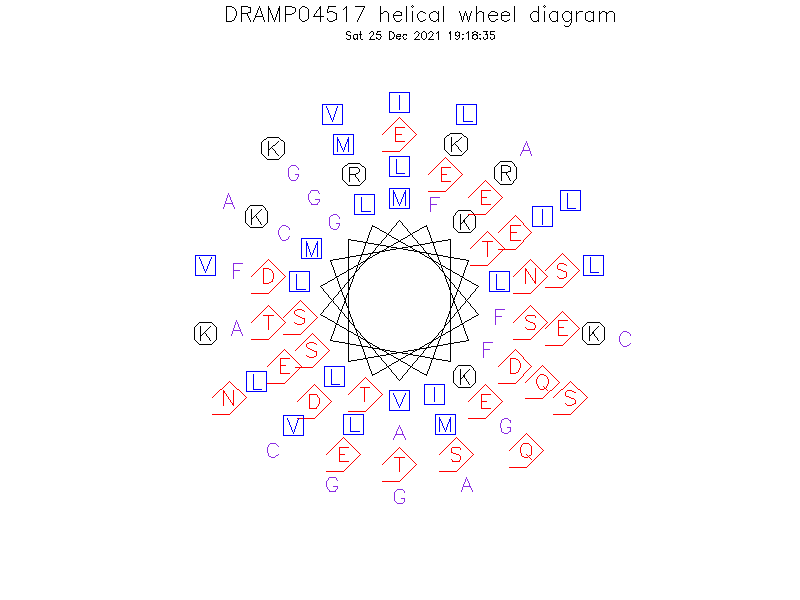 DRAMP04517 helical wheel diagram
Sat 25 Dec 2021 19:18:35
I
V L
E
M K
K A
L
G R E R
A G L M F E L
K G K I
C M T E
V F D L L N S L
K A T S F S E K C
S F
E D
L L K Q
N D T V I E S
V L A M G
C E S Q
T
G A
G